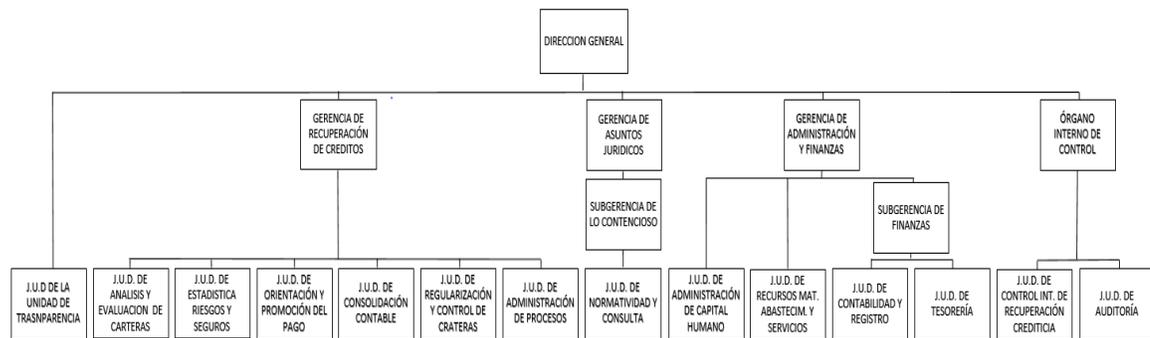 DIRECCION GENERAL
GERENCIA DE
RECUPERACIÓN
DE CREDITOS
GERENCIA DE
ASUNTOS
JURIDICOS
GERENCIA DE
ADMINISTRACIÓN
Y FINANZAS
ÓRGANO
INTERNO DE
CONTROL
SUBGERENCIA DE
LO CONTENCIOSO
SUBGERENCIA DE
FINANZAS
J.U.D DE LA
UNIDAD DE
TRASNPARENCIA
J.U.D. DE
ANALISIS Y
EVALUACION DE
CARTERAS
J.U.D. DE
ESTADISTICA
RIESGOS Y
SEGUROS
J.U.D. DE
ORIENTACIÓN Y
PROMOCIÓN DEL
PAGO
J.U.D. DE
CONSOLIDACIÓN
CONTABLE
J.U.D. DE
REGULARIZACIÓN
Y CONTROL DE
CRATERAS
J.U.D. DE
ADMINISTRACIÓN
DE PROCESOS
J.U.D. DE
NORMATIVIDAD Y
CONSULTA
J.U.D. DE
ADMINISTRACIÓN
DE CAPITAL
HUMANO
J.U.D. DE
RECURSOS MAT.
ABASTECIM. Y
SERVICIOS
J.U.D. DE
CONTABILIDAD Y
REGISTRO
J.U.D. DE
TESORERÍA
J.U.D. DE
CONTROL INT. DE
RECUPERACIÓN
CREDITICIA
J.U.D. DE
AUDITORÍA